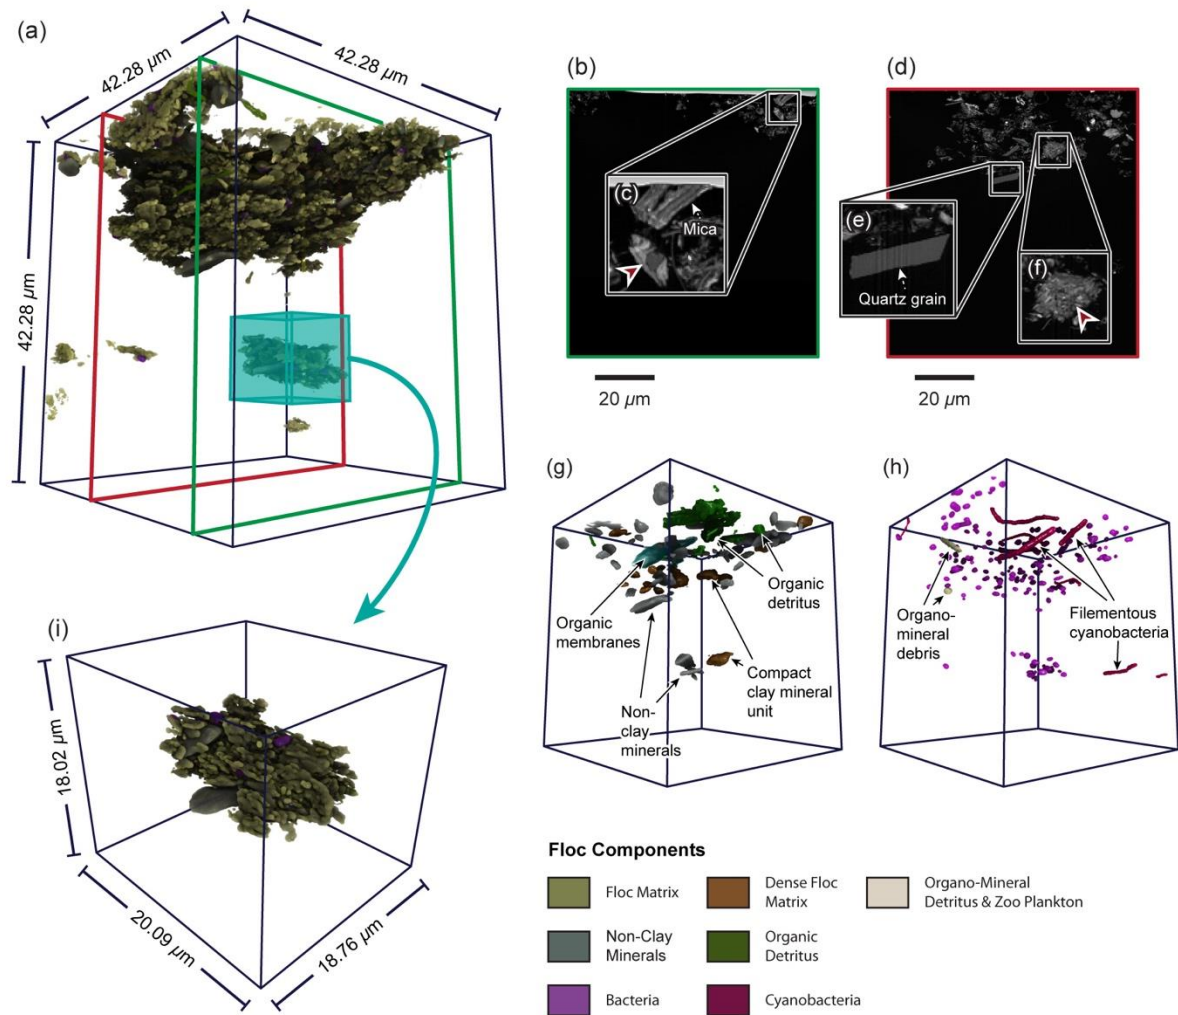 (a)
42.28 µm
42.28 µm
42.28 µm
(b)
(c)
Mica
20 µm
(d)
(e)
Quartz grain
(f)
20 µm
(g)
Organic
membranes
Organic
detritus
Non-
clay
minerals
Compact
clay mineral
unit
(h)
Organo-
mineral
debris
Filementous
cyanobacteria
(i)
18.02 µm
20.09 µm
18.76 µm
Floc Components
Floc Matrix
Dense Floc
Matrix
Organo-Mineral
Detritus & Zoo Plankton
Non-Clay
Minerals
Organic
Detritus
Bacteria
Cyanobacteria